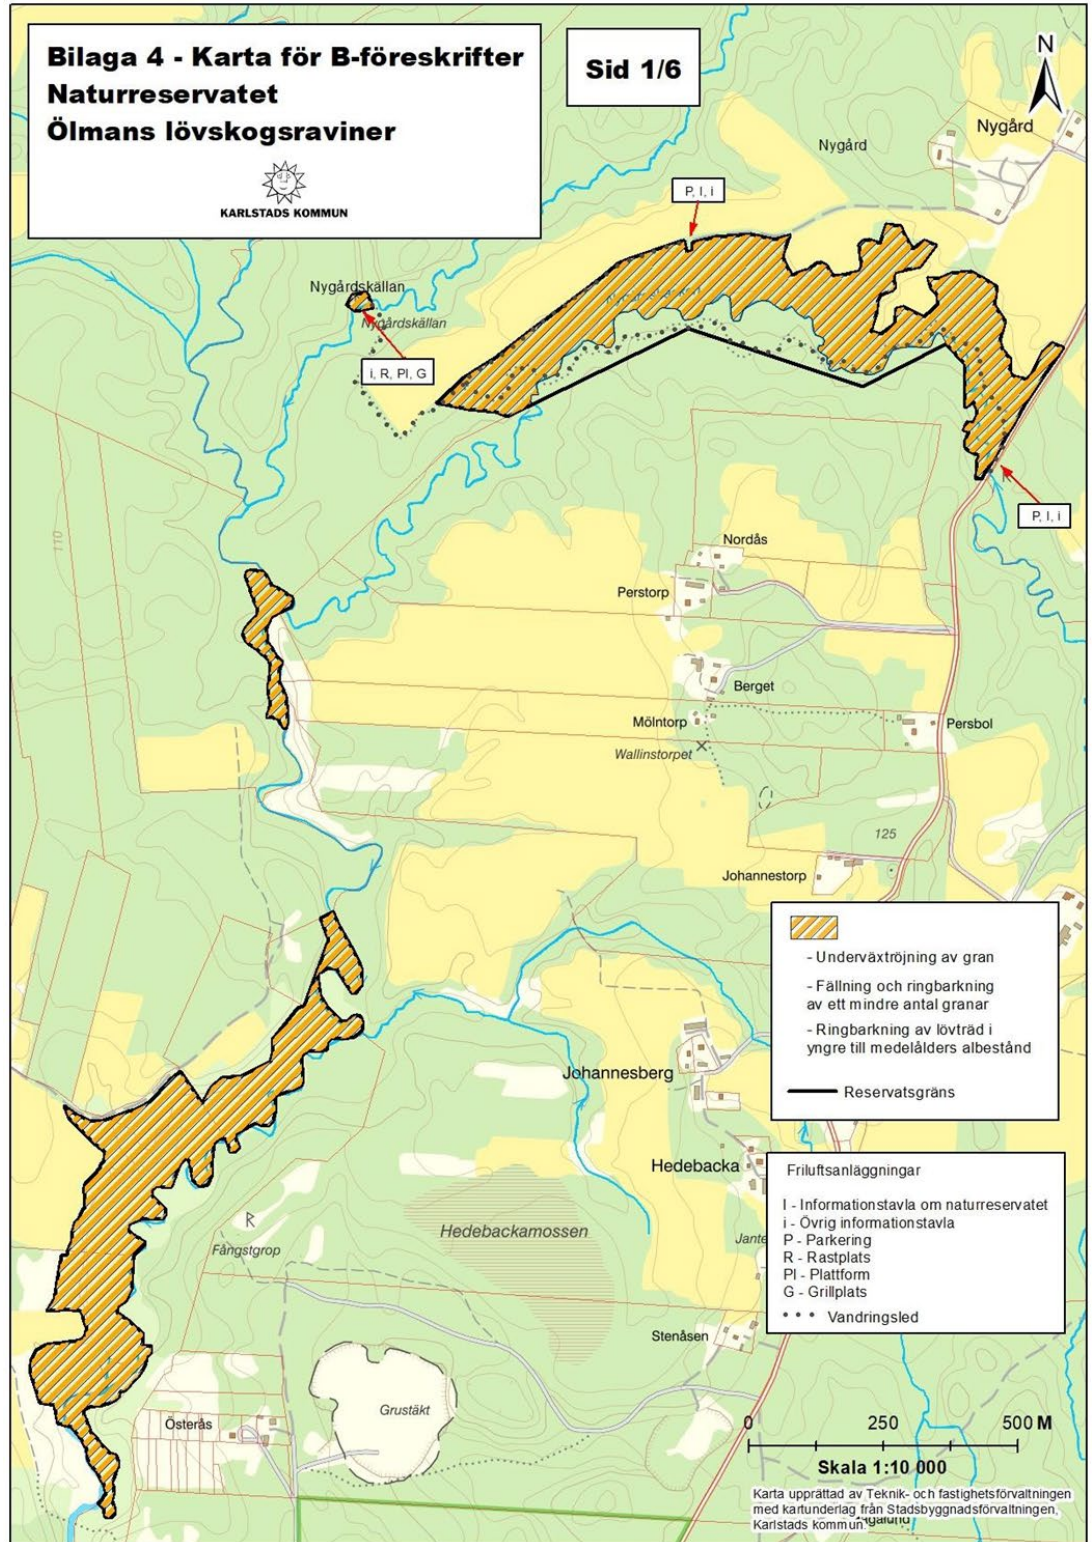 Bilaga 4 - Karta för B-föreskrifter
Naturreservatet
Ölmans lövskogsraviner
KARLSTADS KOMMUN
Sid 1/6
N
Nygård
Nygård
P, I, i
Nygårdskällan
Nygårdskällan
i, R, Pl, G
P, I, i
110
Nordås
Perstorp
Berget
Mölntorp
Persbol
Wallinstorpet
125
Johannestorp
- Underväxtröjning av gran
- Fällning och ringbarkning
av ett mindre antal granar
- Ringbarkning av lövträd i
yngre till medelålders albestånd
Reservatsgräns
Johannesberg
Hedebacka
Friluftsanläggningar
I - Informationstavla om naturreservatet
i - Övrig informationstavla
P - Parkering
R - Rastplats
Pl - Plattform
G - Grillplats
Vandringsled
Hedebackamossen
Jante
R
Fångstgrop
Stenåsen
Grustäkt
Österås
0 250 500 M
Skala 1:10 000
Karta upprättad av Teknik- och fastighetsförvaltningen
med kartunderlag från Stadsbyggnadsförvaltningen,
Karlstads kommun.